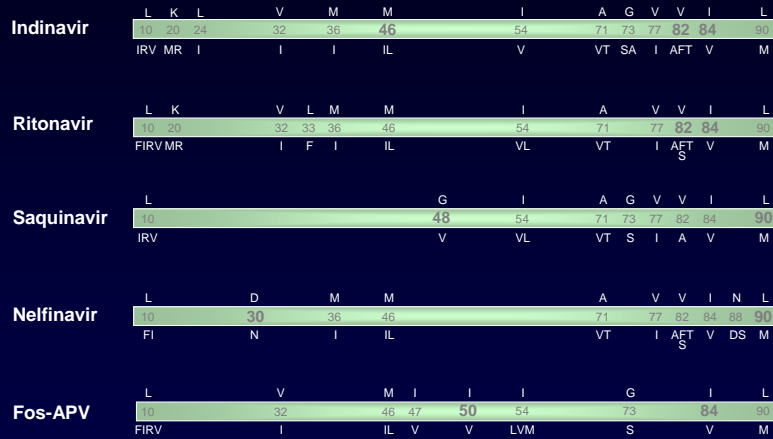 L K L V M M I A G V V I L
Indinavir 10 20 24 32 36 46 54 71 73 77 82 84 90
IRV MR I I I IL V VT SA I AFT V M
L K V L M M I A V V I L
Ritonavir 10 20 32 33 36 46 54 71 77 82 84 90
FIRV MR I F I IL VL VT I AFT V M
S
L G I A G V V I L
Saquinavir 10 48 54 71 73 77 82 84 90
IRV V VL VT S I A V M
L D M M A V V I N L
Nelfinavir 10 30 36 46 71 77 82 84 88 90
FI N I IL VT I AFT V DS M
S
L V M I I I G I L
Fos-APV 10 32 46 47 50 54 73 84 90
FIRV I IL V V LVM S V M